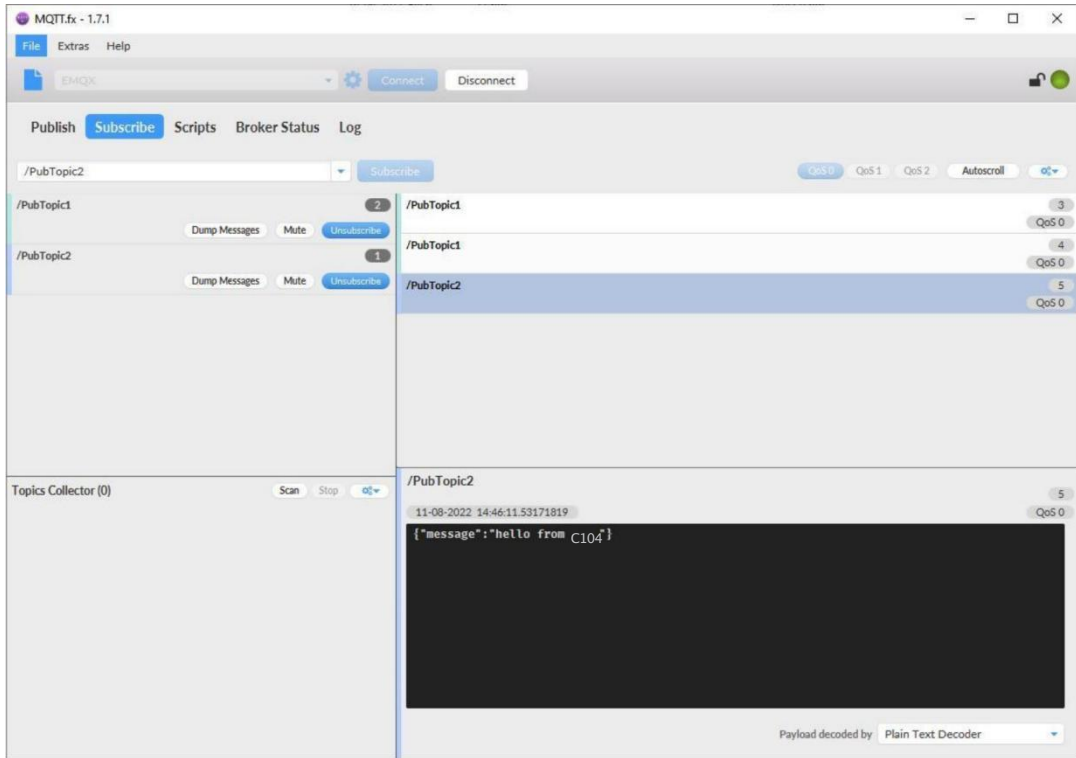 MQTT.fx - 1.7.1
File Extras Help
EMQX Connect Disconnect
Publish Subscribe Scripts Broker Status Log
/PubTopic2 Subscribe QoS 0 QoS 1 QoS 2 Autoscroll
/PubTopic1 2
Dump Messages Mute Unsubscribe
/PubTopic2 1
Dump Messages Mute Unsubscribe
/PubTopic1 3
QoS 0
/PubTopic1 4
QoS 0
/PubTopic2 5
QoS 0
Topics Collector (0) Scan Stop
/PubTopic2
5
11-08-2022 14:46:11.53171819 QoS 0
{"message":"hello from C104"}
Payload decoded by Plain Text Decoder